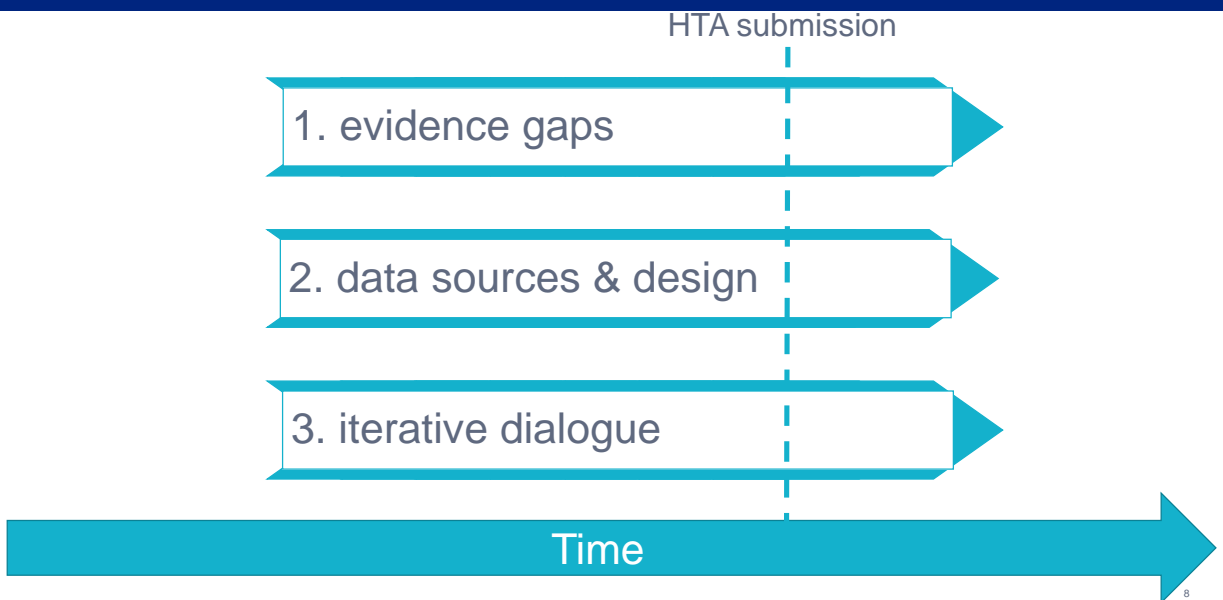 HTA submission
1. evidence gaps
2. data sources & design
3. iterative dialogue
Time
8